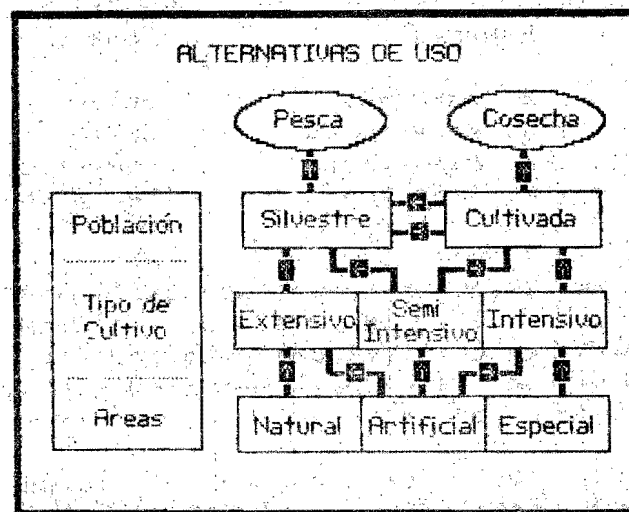 ALTERNATIVAS DE USO
Pesca
Cosecha
Población
Silvestre
Cultivada
Tipo de
Cultivo
Extensivo
Semi
Intensivo
Intensivo
Areas
Natural
Artificial
Especial